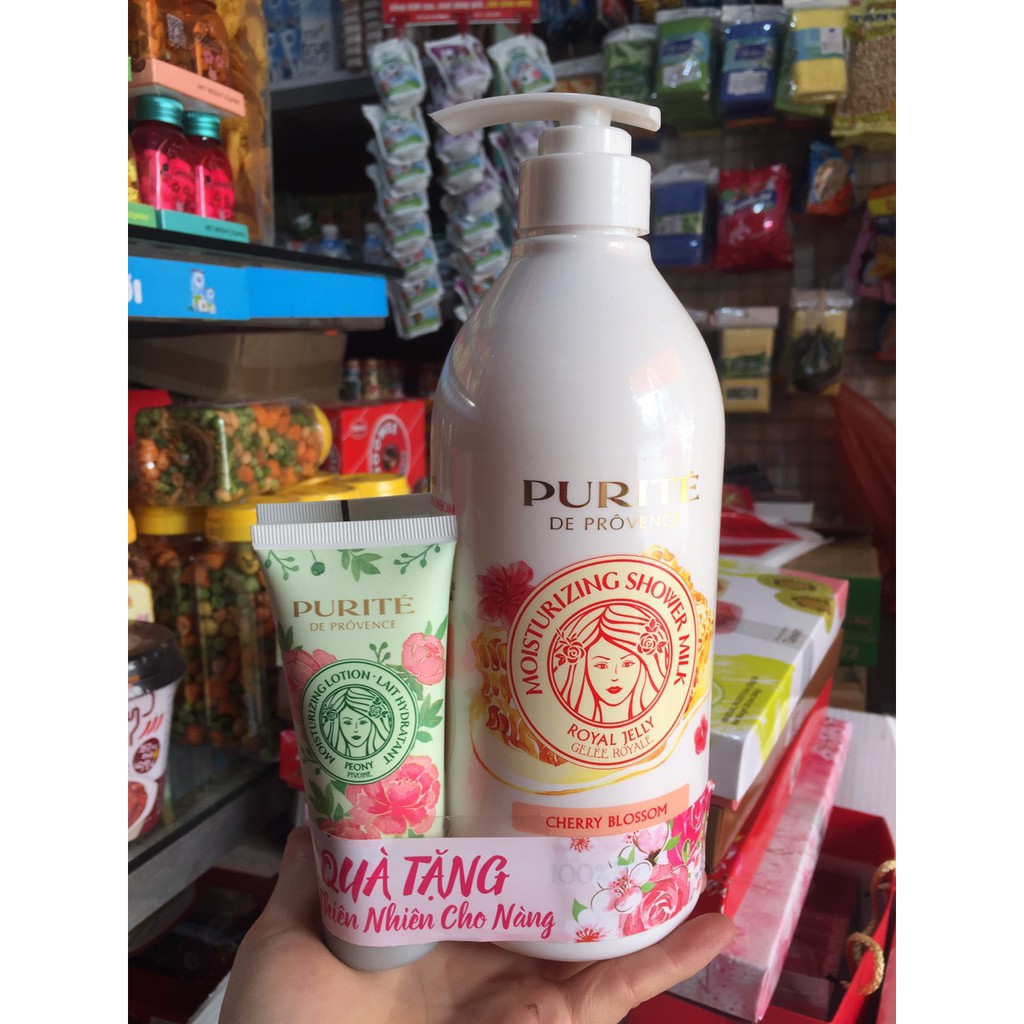 PURITÉ
DE PRÔVENCE
MOISTURIZING SHOWER MILK
ROYAL JELLY
GELÉE ROYALE
CHERRY BLOSSOM
PURITÉ
DE PRÔVENCE
MOISTURIZING LOTION · LAIT HYDRATANT
PEONY
PIVOINE
QUÀ TẶNG
Thiên Nhiên Cho Nàng
100%